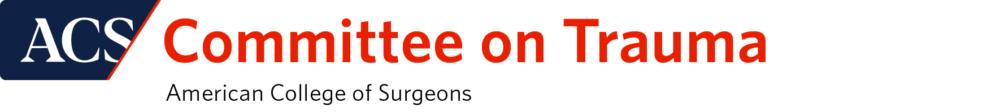 ACS
Committee on Trauma
American College of Surgeons